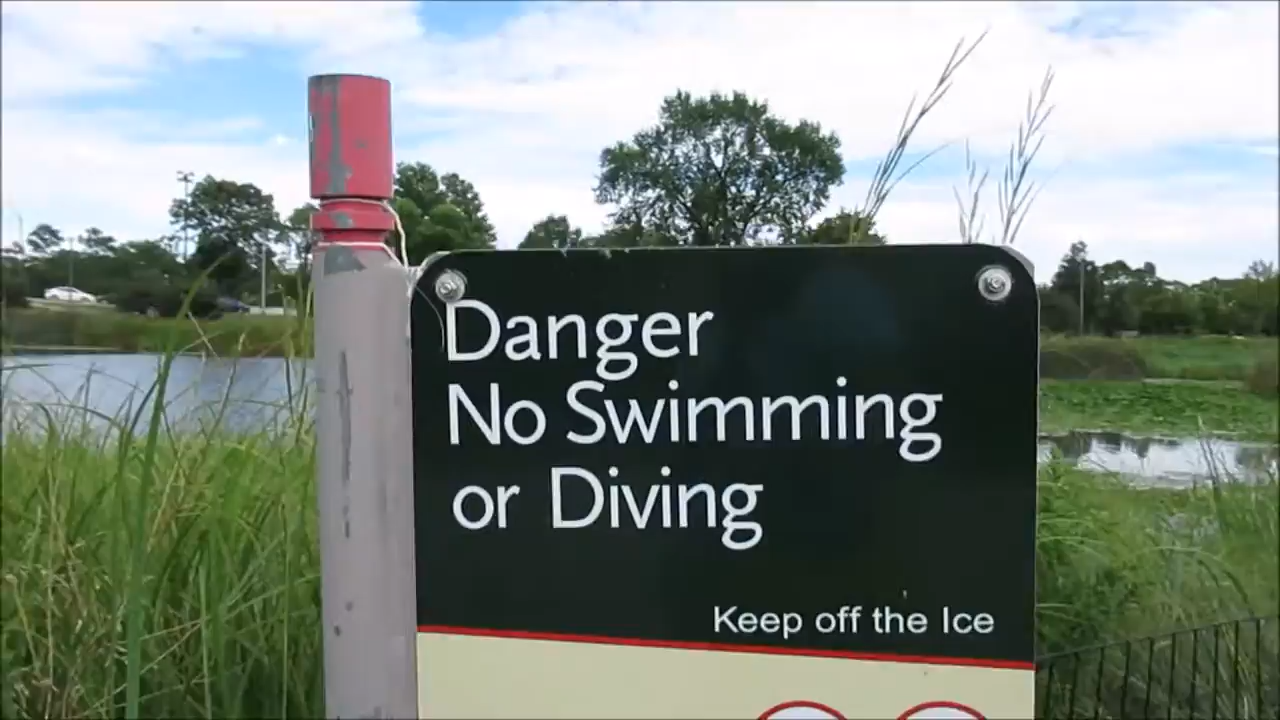 Danger
No Swimming
or Diving
Keep off the Ice